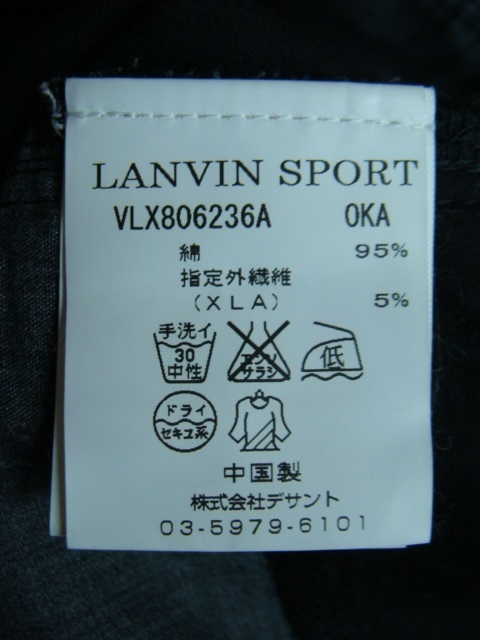 LANVIN SPORT
VLX806236A OKA
綿 95%
指定外繊維
(XLA) 5%
手洗イ
30
中性
エンソ
サラシ
低
ドライ
セキユ系
中国製
株式会社デサント
03-5979-6101